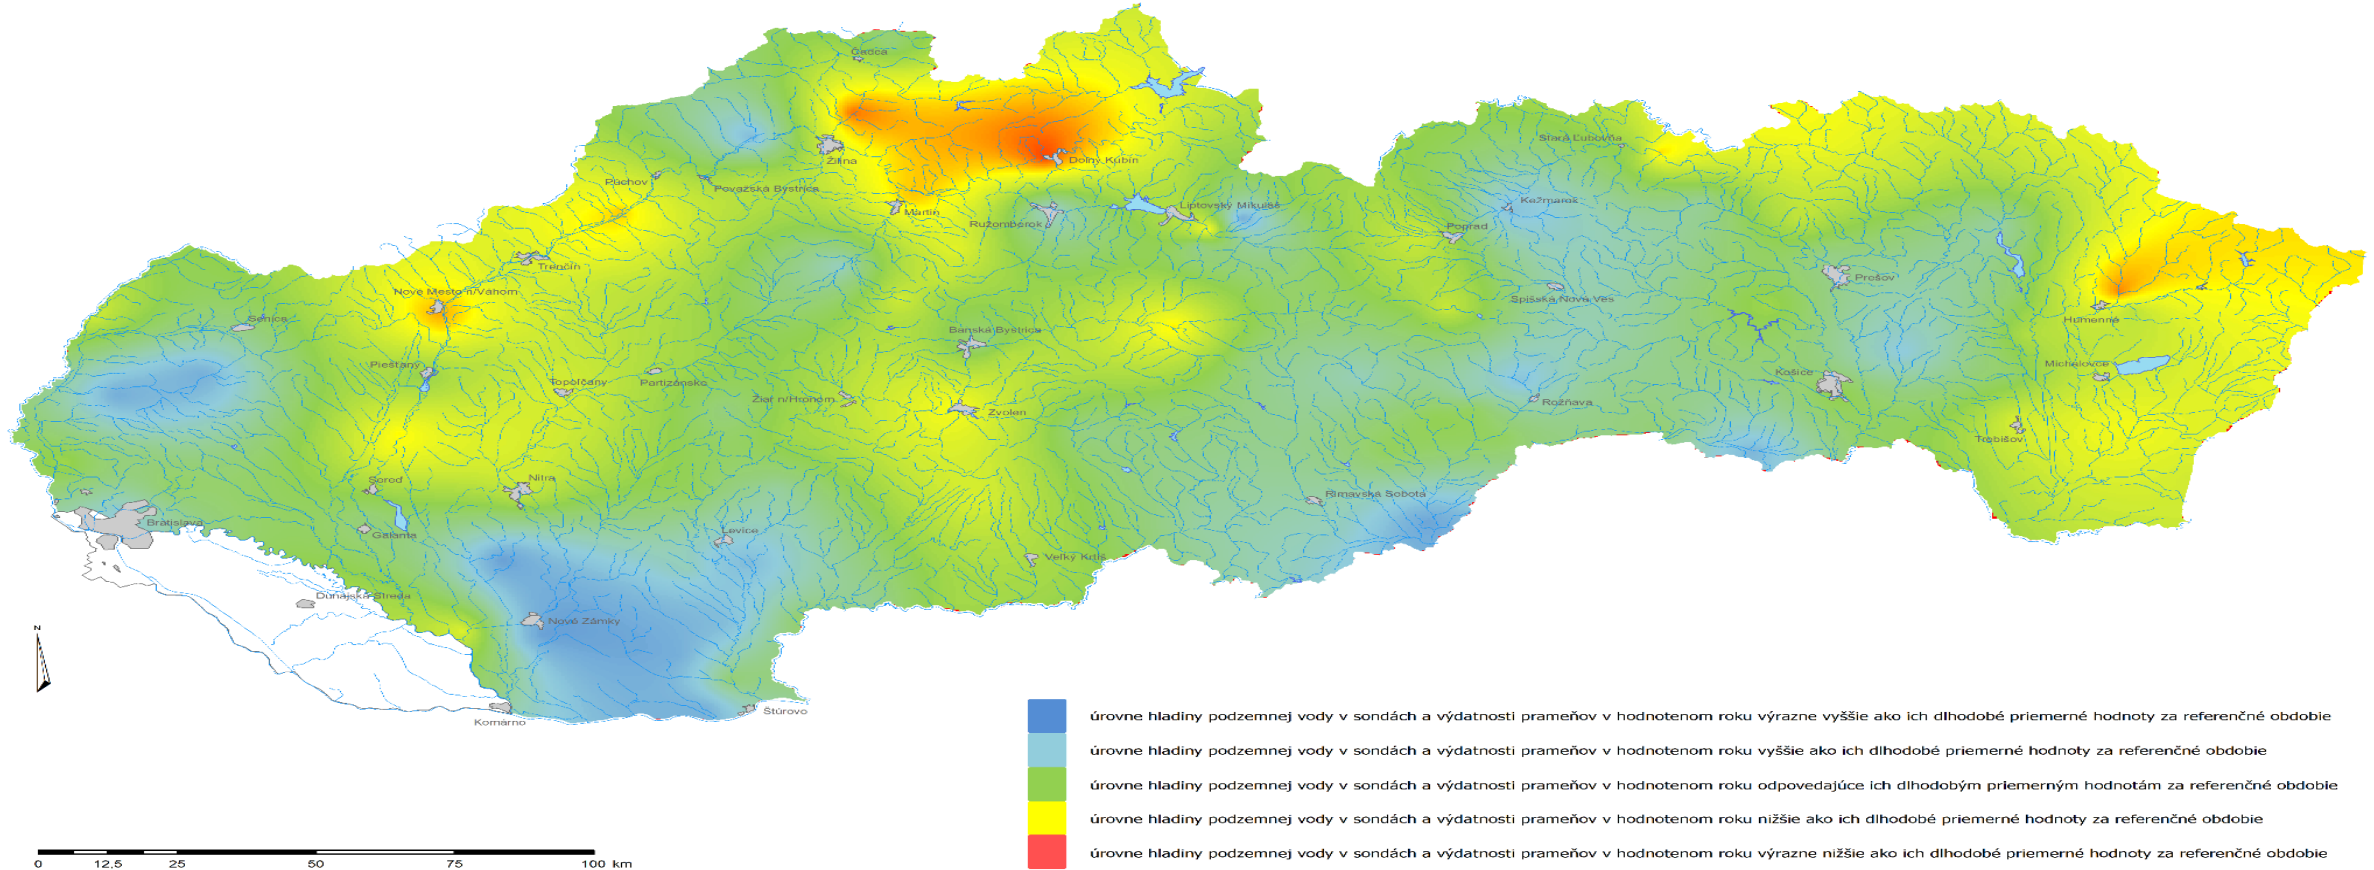 Čadca
Stará Ľubovňa
Žilina
Dolný Kubín
Púchov
Považská Bystrica
Martin
Ružomberok
Liptovský Mikuláš
Kežmarok
Poprad
Trenčín
Nové Mesto n/Váhom
Spišská Nová Ves
Prešov
Humenné
Senica
Banská Bystrica
Piešťany
Topoľčany
Partizánske
Žiar n/Hronom
Zvolen
Rožňava
Košice
Michalovce
Trebišov
Sereď
Nitra
Rimavská Sobota
Bratislava
Galanta
Levice
Veľký Krtíš
Dunajská Streda
Nové Zámky
Komárno
Štúrovo
N
úrovne hladiny podzemnej vody v sondách a výdatnosti prameňov v hodnotenom roku výrazne vyššie ako ich dlhodobé priemerné hodnoty za referenčné obdobie
úrovne hladiny podzemnej vody v sondách a výdatnosti prameňov v hodnotenom roku vyššie ako ich dlhodobé priemerné hodnoty za referenčné obdobie
úrovne hladiny podzemnej vody v sondách a výdatnosti prameňov v hodnotenom roku odpovedajúce ich dlhodobým priemerným hodnotám za referenčné obdobie
úrovne hladiny podzemnej vody v sondách a výdatnosti prameňov v hodnotenom roku nižšie ako ich dlhodobé priemerné hodnoty za referenčné obdobie
úrovne hladiny podzemnej vody v sondách a výdatnosti prameňov v hodnotenom roku výrazne nižšie ako ich dlhodobé priemerné hodnoty za referenčné obdobie
0 12,5 25 50 75 100 km